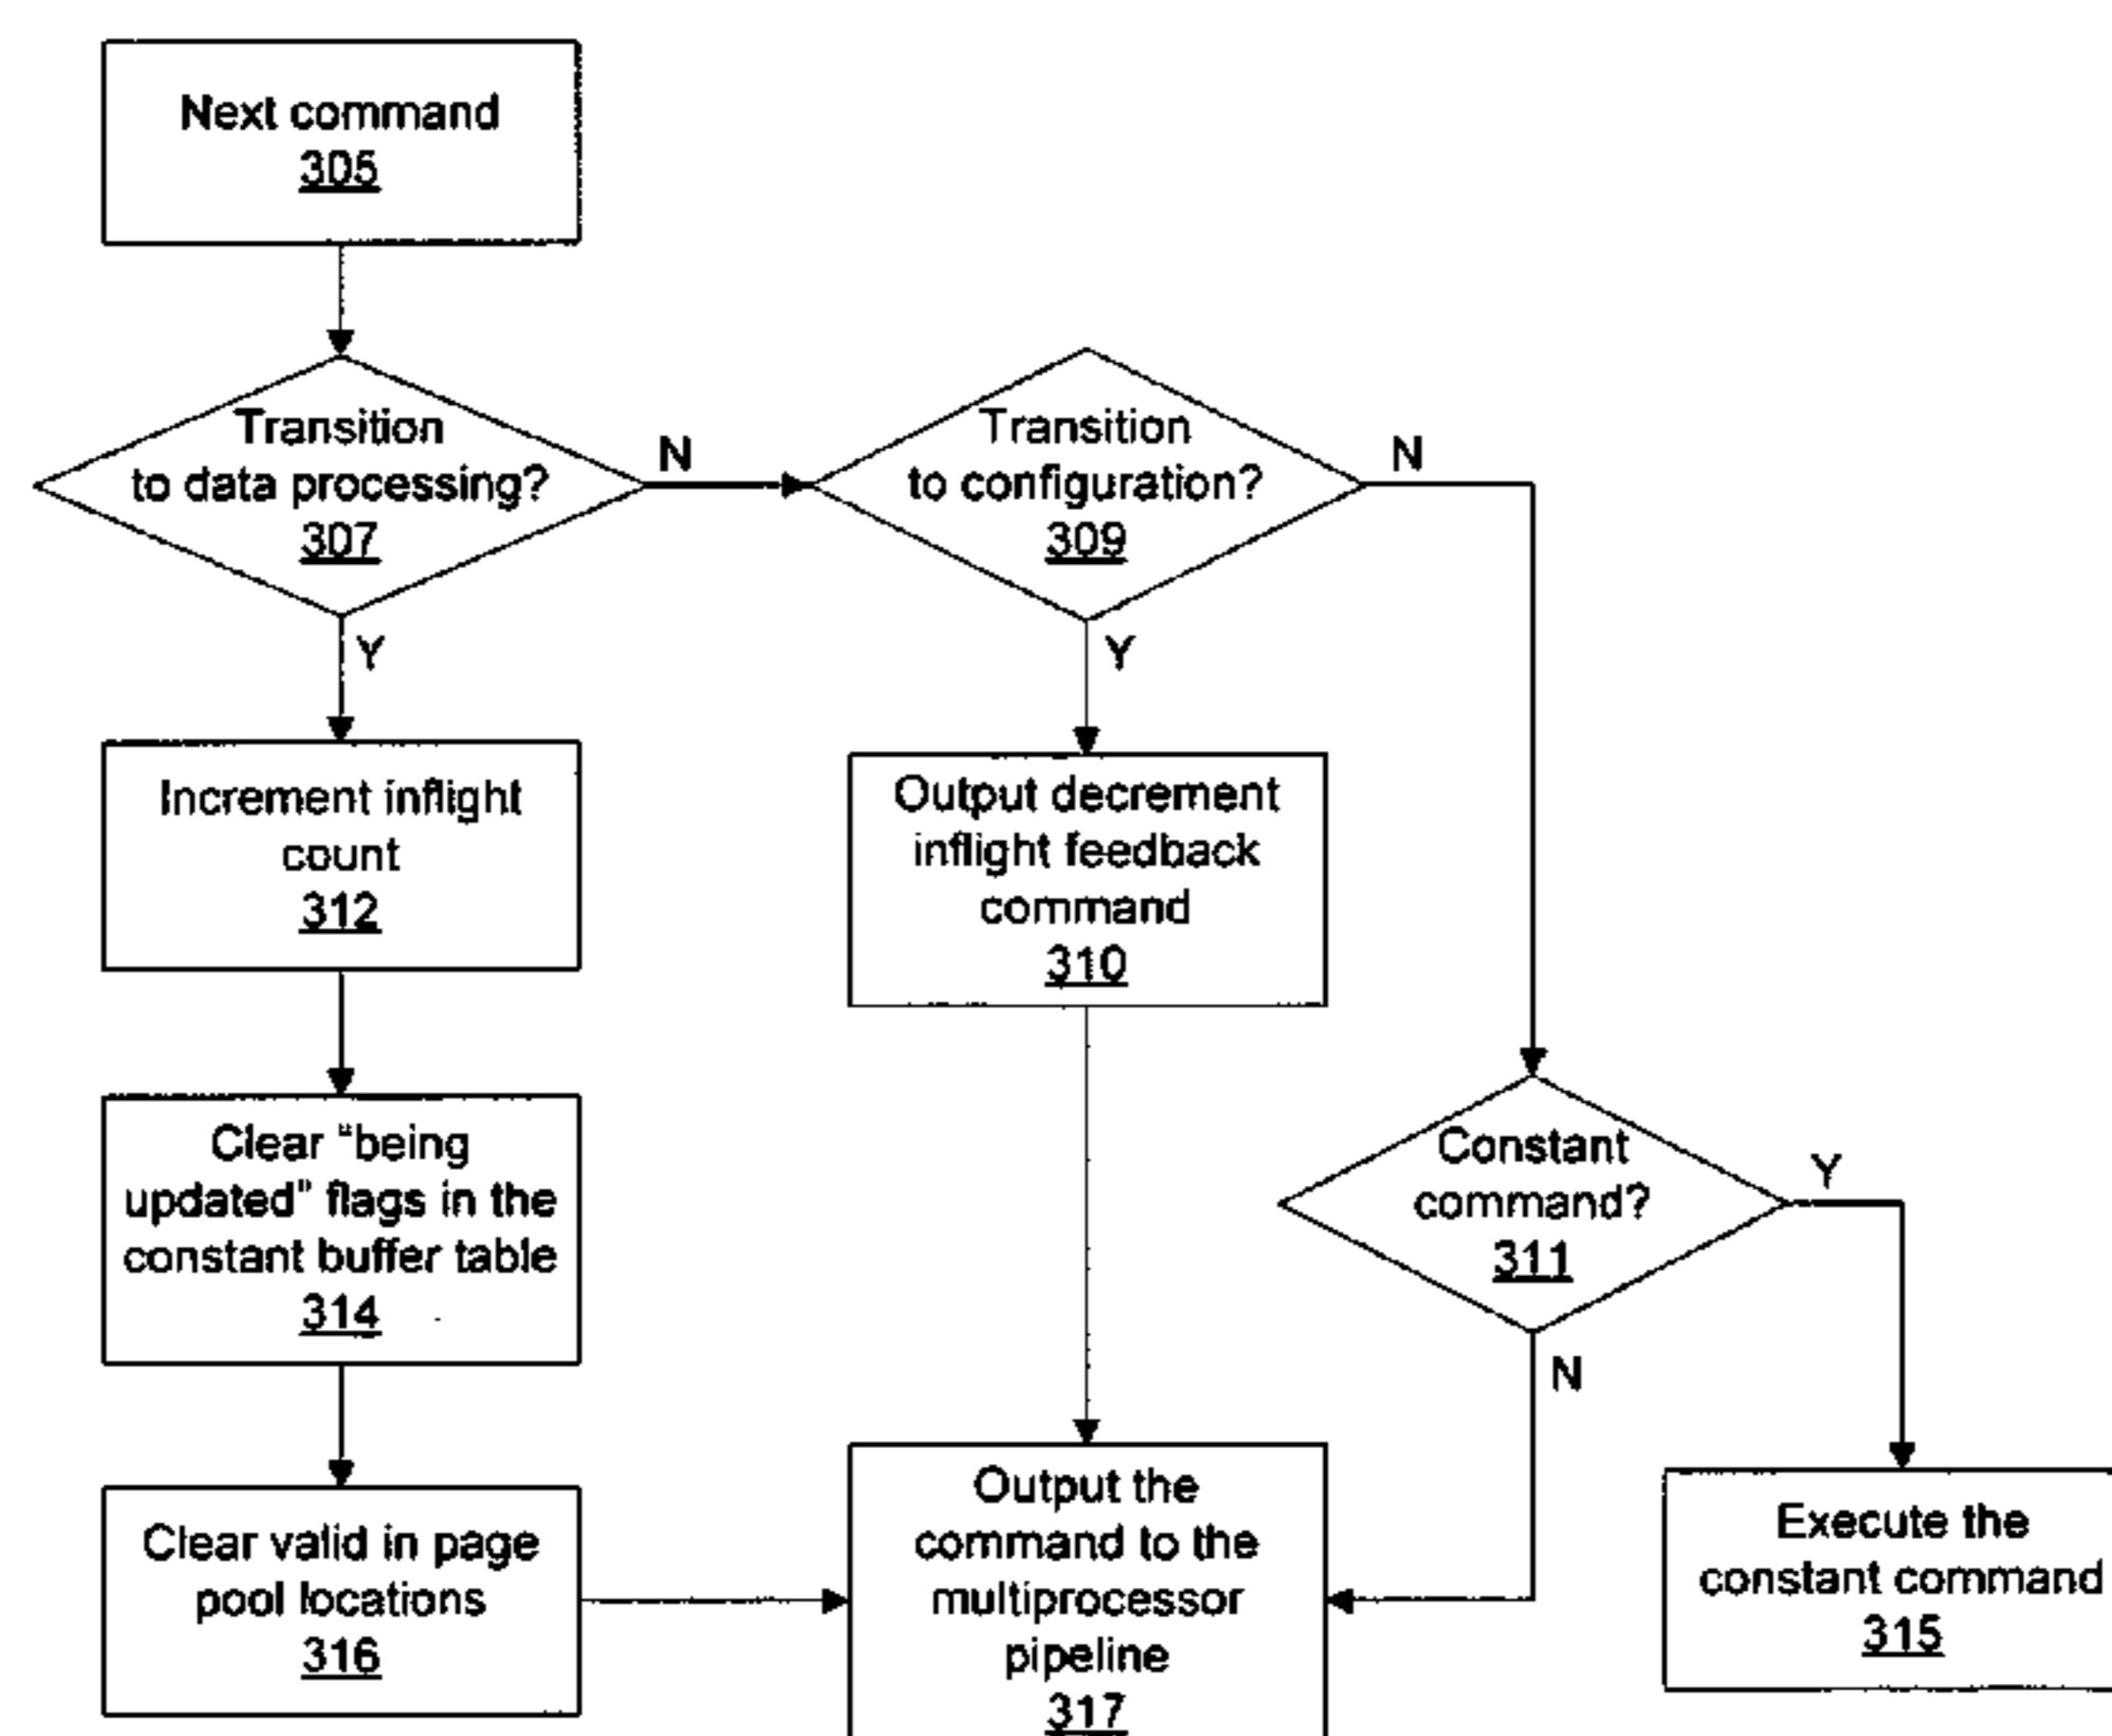 Next command
305
Transition
to data processing?
307
N
Transition
to configuration?
309
N
Y
Y
Increment inflight
count
312
Output decrement
inflight feedback
command
310
Clear "being
updated" flags in the
constant buffer table
314
Constant
command?
311
Y
N
Clear valid in page
pool locations
316
Output the
command to the
multiprocessor
pipeline
317
Execute the
constant command
315